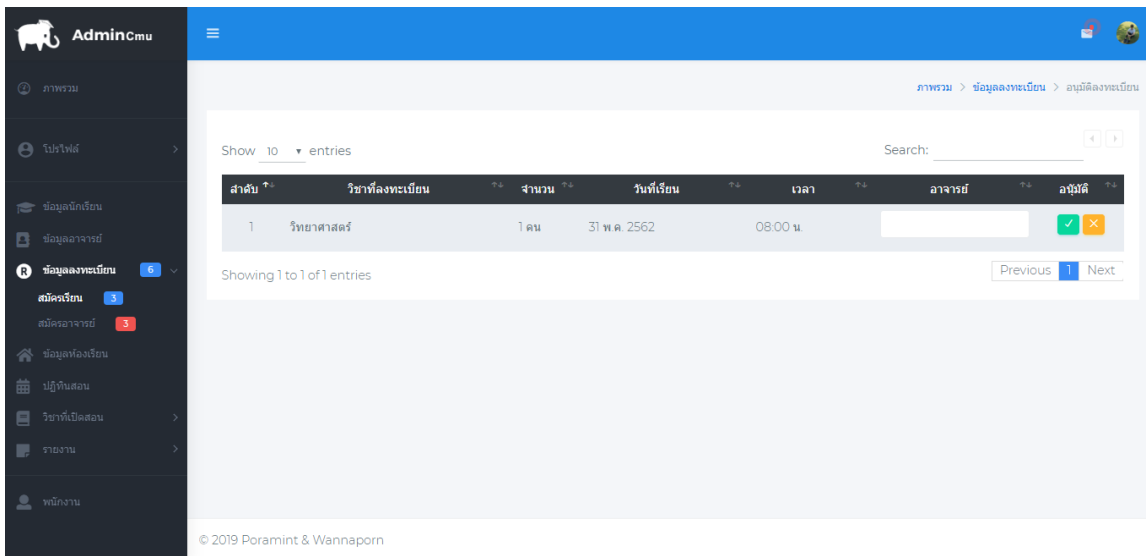 AdminCmu
ภาพรวม
โปรไฟล์
ข้อมูลนักเรียน
ข้อมูลอาจารย์
R ข้อมูลลงทะเบียน 6
สมัครเรียน 3
สมัครอาจารย์ 3
ข้อมูลห้องเรียน
ปฏิทินสอน
วิชาที่เปิดสอน
รายงาน
พนักงาน
ภาพรวม > ข้อมูลลงทะเบียน > อนุมัติลงทะเบียน
Show 10 entries
Search:
ลำดับ วิชาที่ลงทะเบียน จำนวน วันที่เรียน เวลา อาจารย์ อนุมัติ
1 วิทยาศาสตร์ 1 คน 31 พ.ค. 2562 08:00 น.
Showing 1 to 1 of 1 entries
Previous 1 Next
© 2019 Poramint & Wannaporn